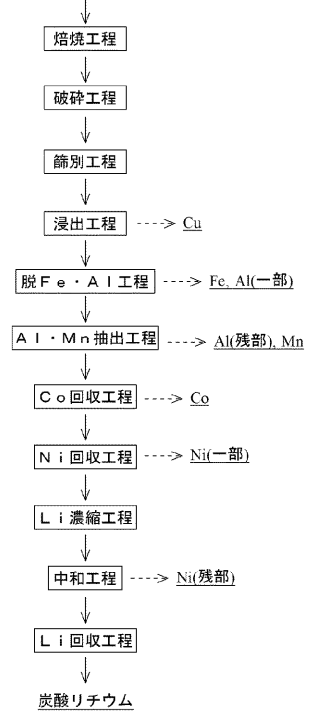 焙焼工程
破砕工程
篩別工程
浸出工程 Cu
脱Ｆｅ・Ａｌ工程 Fe, Al(一部)
Ａｌ・Ｍｎ抽出工程 Al(残部), Mn
Ｃｏ回収工程 Co
Ｎｉ回収工程 Ni(一部)
Ｌｉ濃縮工程
中和工程 Ni(残部)
Ｌｉ回収工程
炭酸リチウム